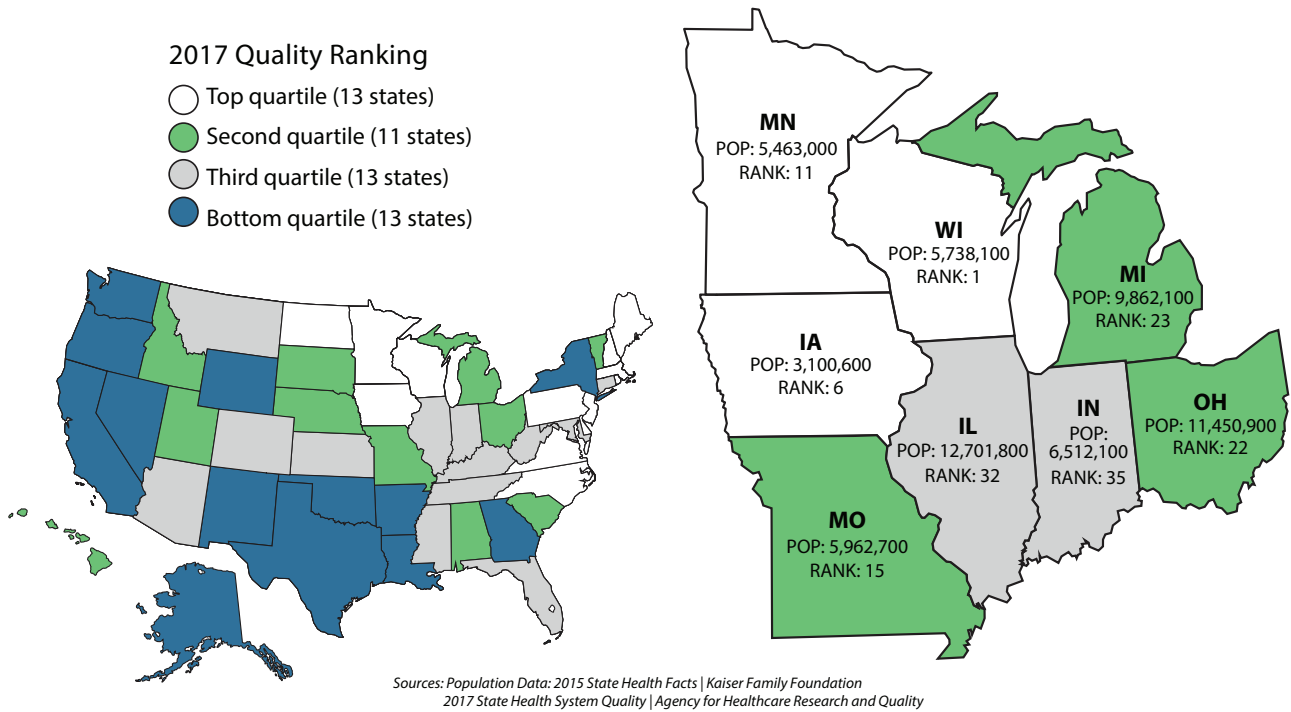 2017 Quality Ranking
Top quartile (13 states)
Second quartile (11 states)
Third quartile (13 states)
Bottom quartile (13 states)
MN
POP: 5,463,000
RANK: 11
WI
POP: 5,738,100
RANK: 1
MI
POP: 9,862,100
RANK: 23
IA
POP: 3,100,600
RANK: 6
IL
POP: 12,701,800
RANK: 32
IN
POP:
6,512,100
RANK: 35
OH
POP: 11,450,900
RANK: 22
MO
POP: 5,962,700
RANK: 15
Sources: Population Data: 2015 State Health Facts | Kaiser Family Foundation
2017 State Health System Quality | Agency for Healthcare Research and Quality